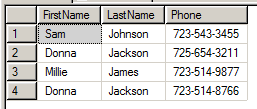 FirstName LastName Phone
1 Sam Johnson 723-543-3455
2 Donna Jackson 725-654-3211
3 Millie James 723-514-9877
4 Donna Jackson 723-514-8766